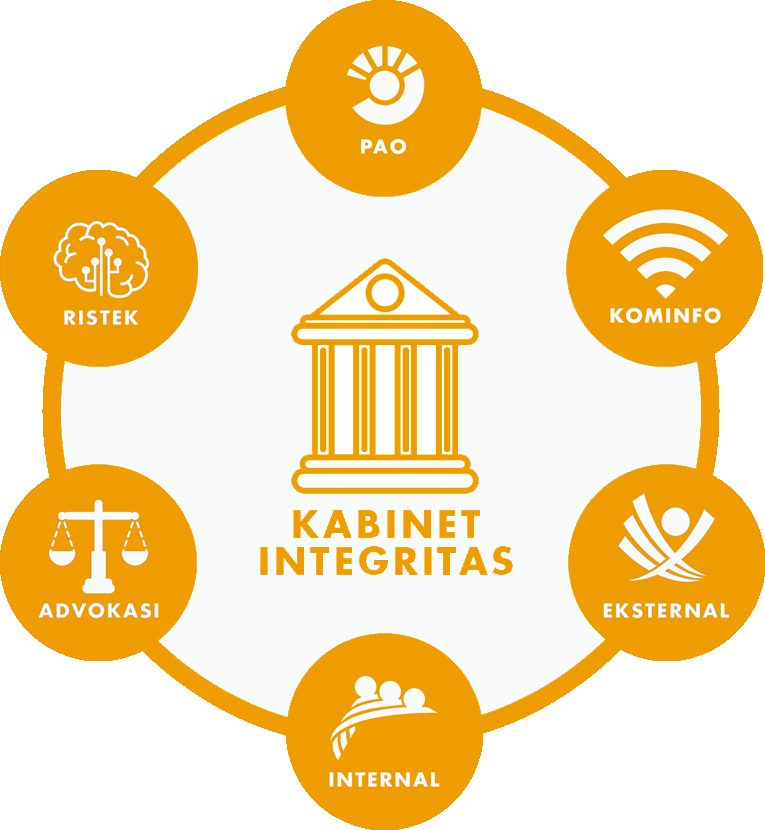 PAO
RISTEK
KOMINFO
KABINET
INTEGRITAS
ADVOKASI
EKSTERNAL
INTERNAL